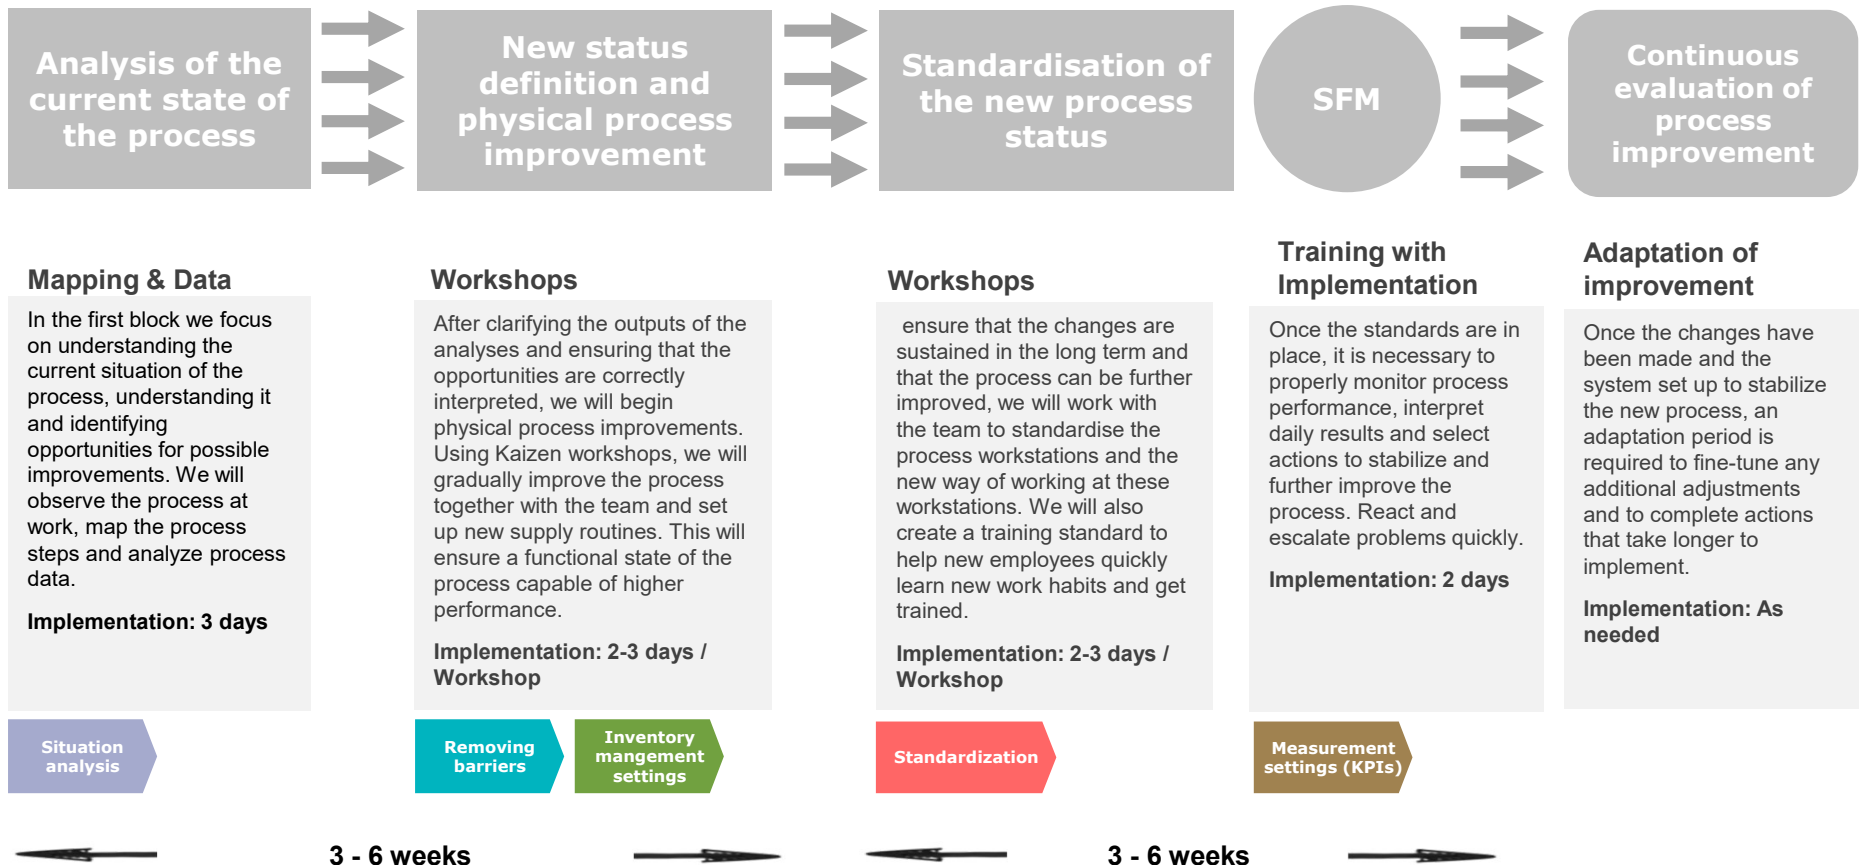 Analysis of the
current state of
the process
New status
definition and
physical process
improvement
Standardisation of
the new process
status
SFM
Continuous
evaluation of
process
improvement
Mapping & Data
In the first block we focus
on understanding the
current situation of the
process, understanding it
and identifying
opportunities for possible
improvements. We will
observe the process at
work, map the process
steps and analyze process
data.
Implementation: 3 days
Workshops
After clarifying the outputs of the
analyses and ensuring that the
opportunities are correctly
interpreted, we will begin
physical process improvements.
Using Kaizen workshops, we will
gradually improve the process
together with the team and set
up new supply routines. This will
ensure a functional state of the
process capable of higher
performance.
Implementation: 2-3 days /
Workshop
Workshops
ensure that the changes are
sustained in the long term and
that the process can be further
improved, we will work with
the team to standardise the
process workstations and the
new way of working at these
workstations. We will also
create a training standard to
help new employees quickly
learn new work habits and get
trained.
Implementation: 2-3 days /
Workshop
Training with
Implementation
Once the standards are in
place, it is necessary to
properly monitor process
performance, interpret
daily results and select
actions to stabilize and
further improve the
process. React and
escalate problems quickly.
Implementation: 2 days
Adaptation of
improvement
Once the changes have
been made and the
system set up to stabilize
the new process, an
adaptation period is
required to fine-tune any
additional adjustments
and to complete actions
that take longer to
implement.
Implementation: As
needed
Situation
analysis
Removing
barriers
Inventory
mangement
settings
Standardization
Measurement
settings (KPIs)
3 - 6 weeks
3 - 6 weeks